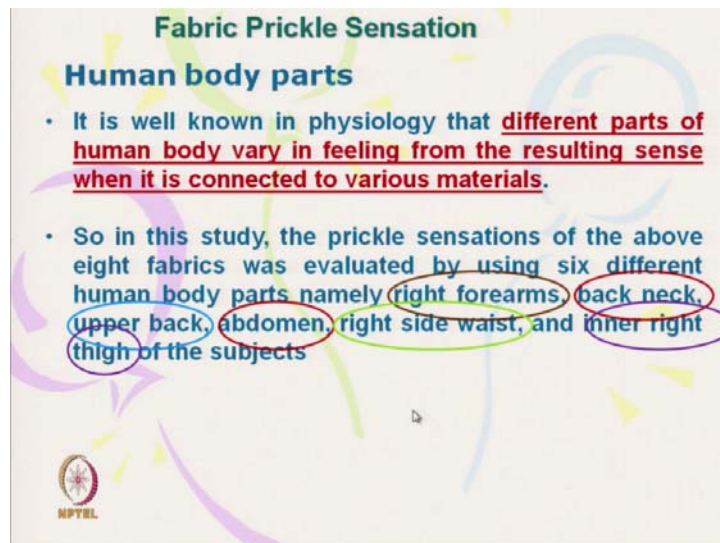 Fabric Prickle Sensation
Human body parts
• It is well known in physiology that different parts of
human body vary in feeling from the resulting sense
when it is connected to various materials.
• So in this study, the prickle sensations of the above
eight fabrics was evaluated by using six different
human body parts namely right forearms, back neck,
upper back, abdomen, right side waist, and inner right
thigh of the subjects
NPTEL